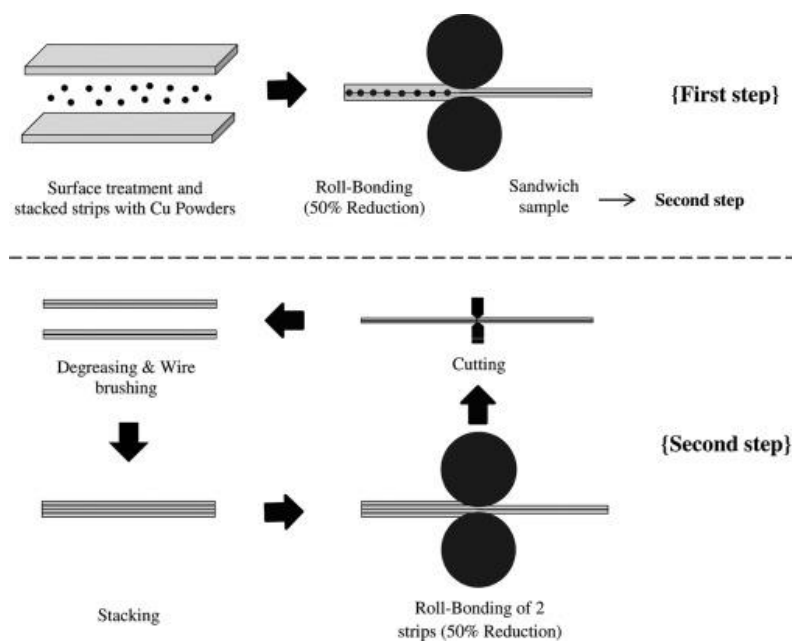 {First step}
Surface treatment and
stacked strips with Cu Powders
Roll-Bonding
(50% Reduction)
Sandwich
sample
Second step
Degreasing & Wire
brushing
Cutting
{Second step}
Stacking
Roll-Bonding of 2
strips (50% Reduction)